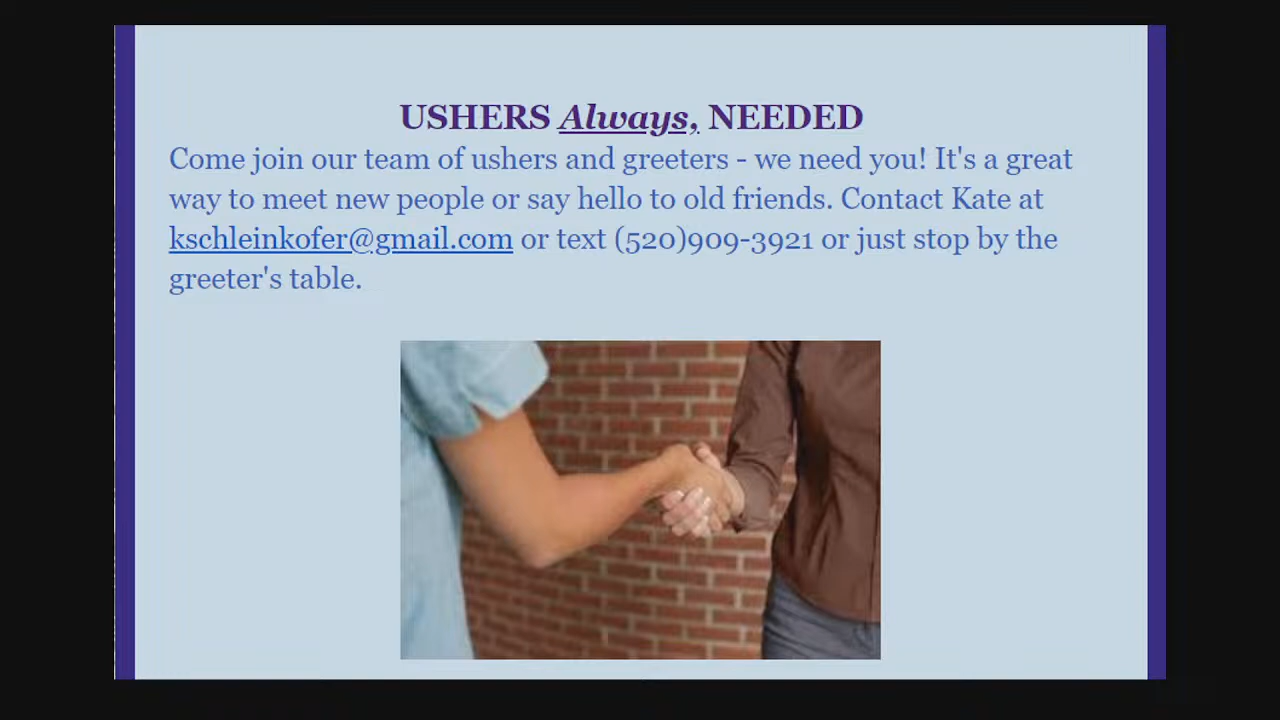 USHERS Always, NEEDED
Come join our team of ushers and greeters - we need you! It's a great
way to meet new people or say hello to old friends. Contact Kate at
kschleinkofer@gmail.com or text (520)909-3921 or just stop by the
greeter's table.